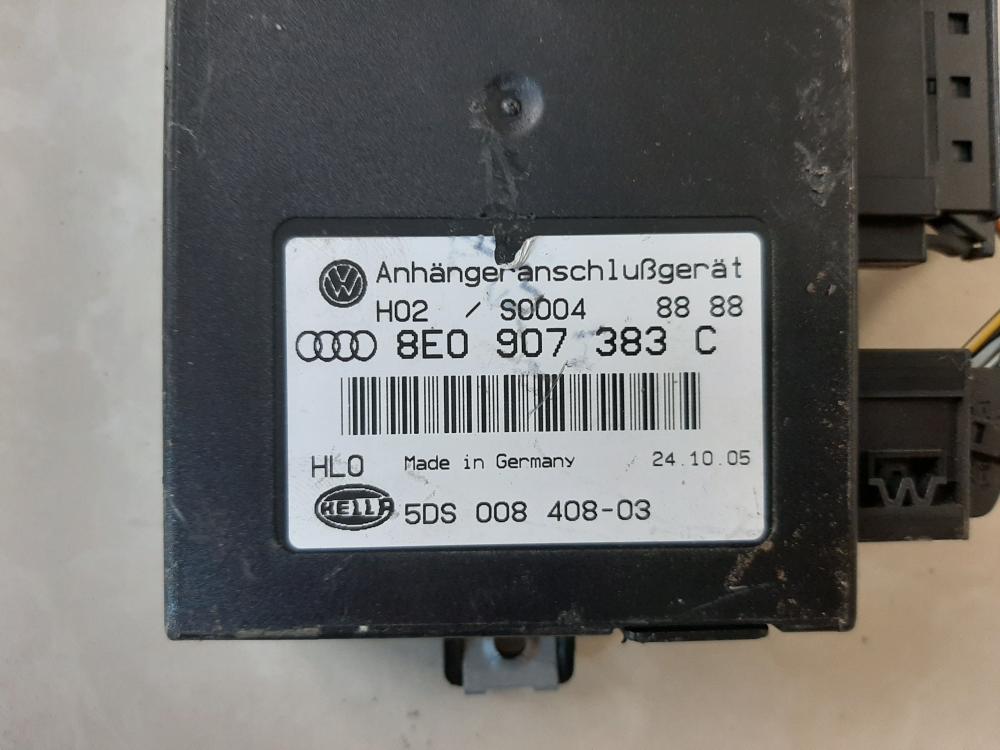 Anhängeranschlußgerät
H02 / S0004 88 88
8E0 907 383 C
HLO Made in Germany 24.10.05
HELLA 5DS 008 408-03